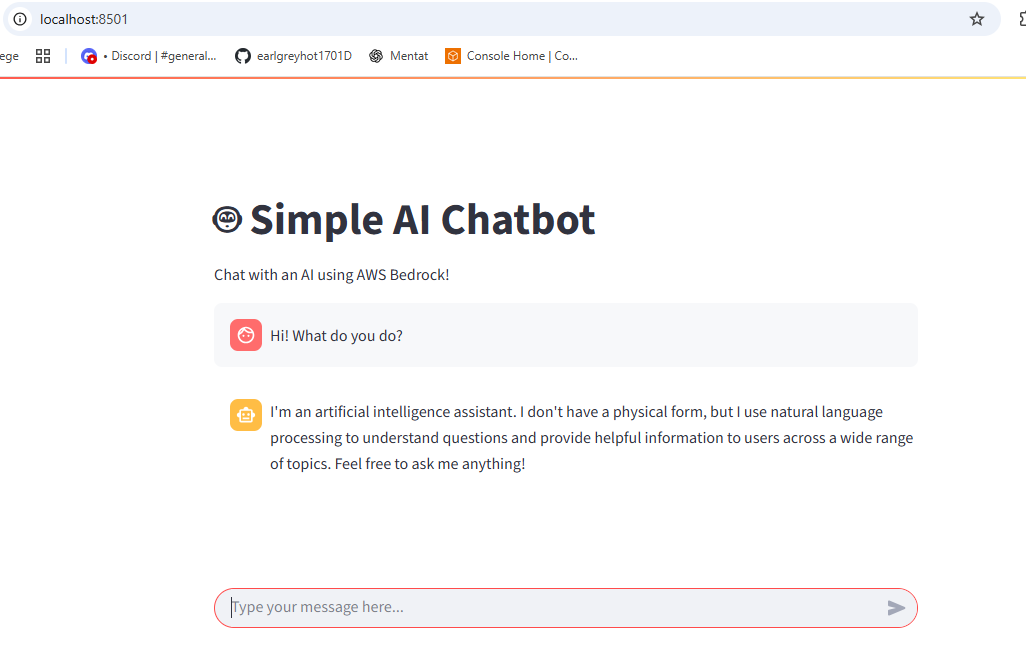 localhost:8501
ege
• Discord | #general...
earlgreyhot1701D
Mentat
Console Home | Co...
Simple AI Chatbot
Chat with an AI using AWS Bedrock!
Hi! What do you do?
I'm an artificial intelligence assistant. I don't have a physical form, but I use natural language
processing to understand questions and provide helpful information to users across a wide range
of topics. Feel free to ask me anything!
Type your message here...